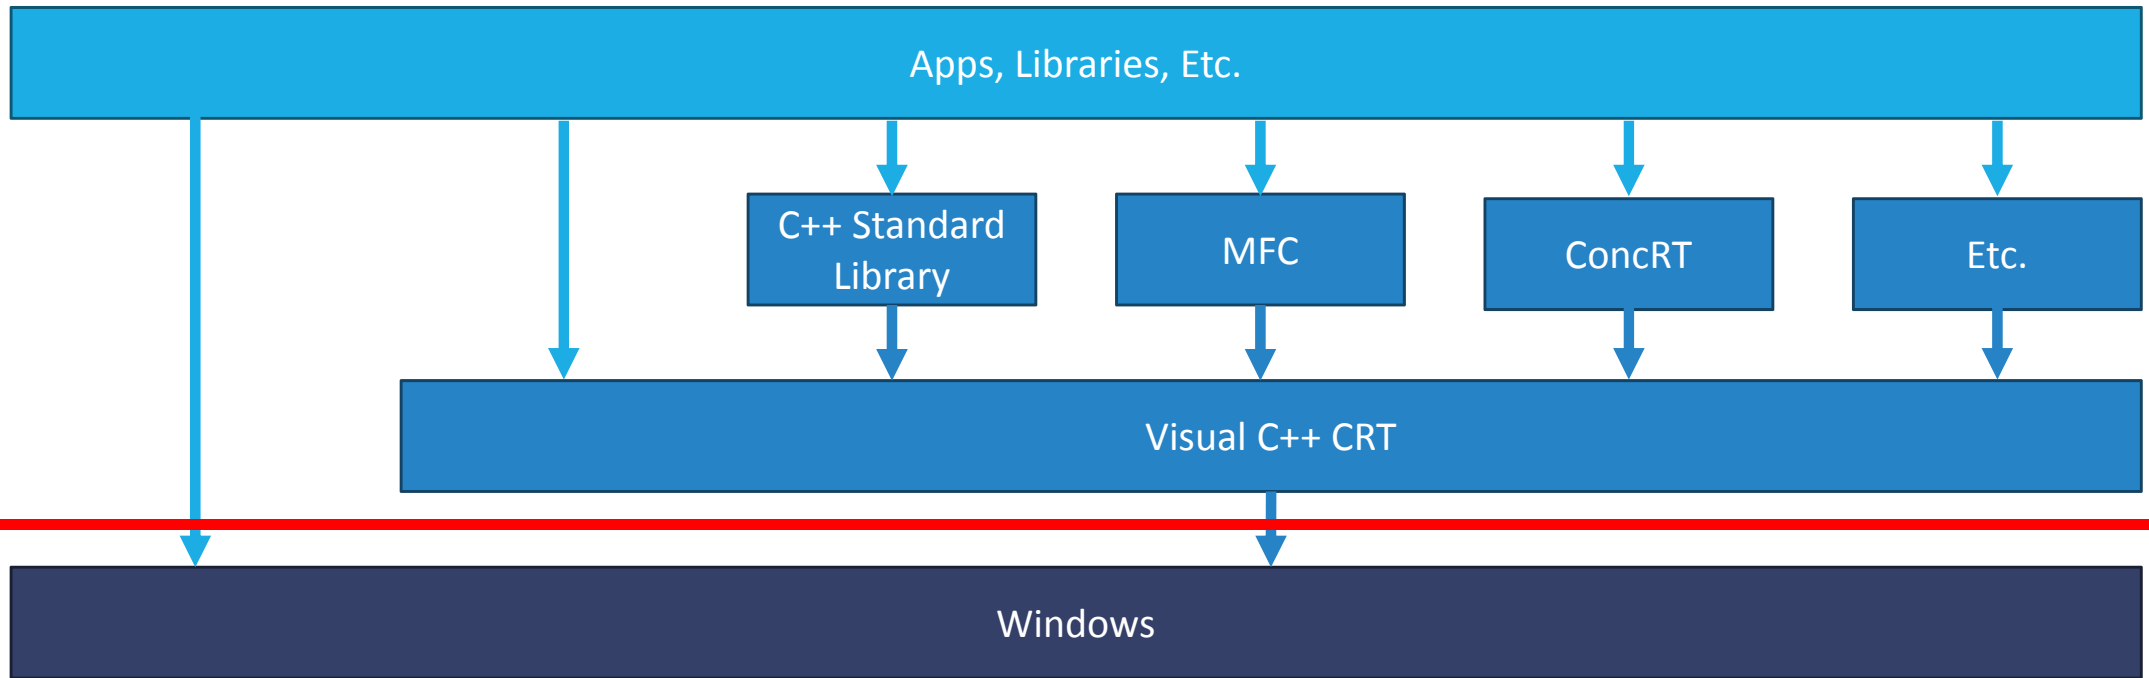 Apps, Libraries, Etc.
C++ Standard
Library
MFC
ConcRT
Etc.
Visual C++ CRT
Windows